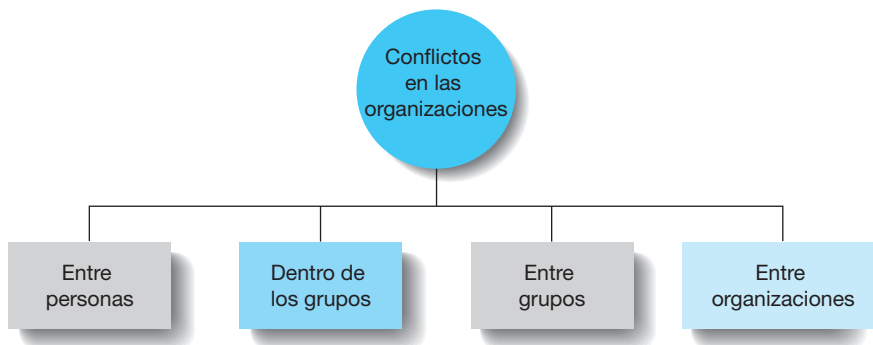 Conflictos
en las
organizaciones
Entre
personas
Dentro de
los grupos
Entre
grupos
Entre
organizaciones